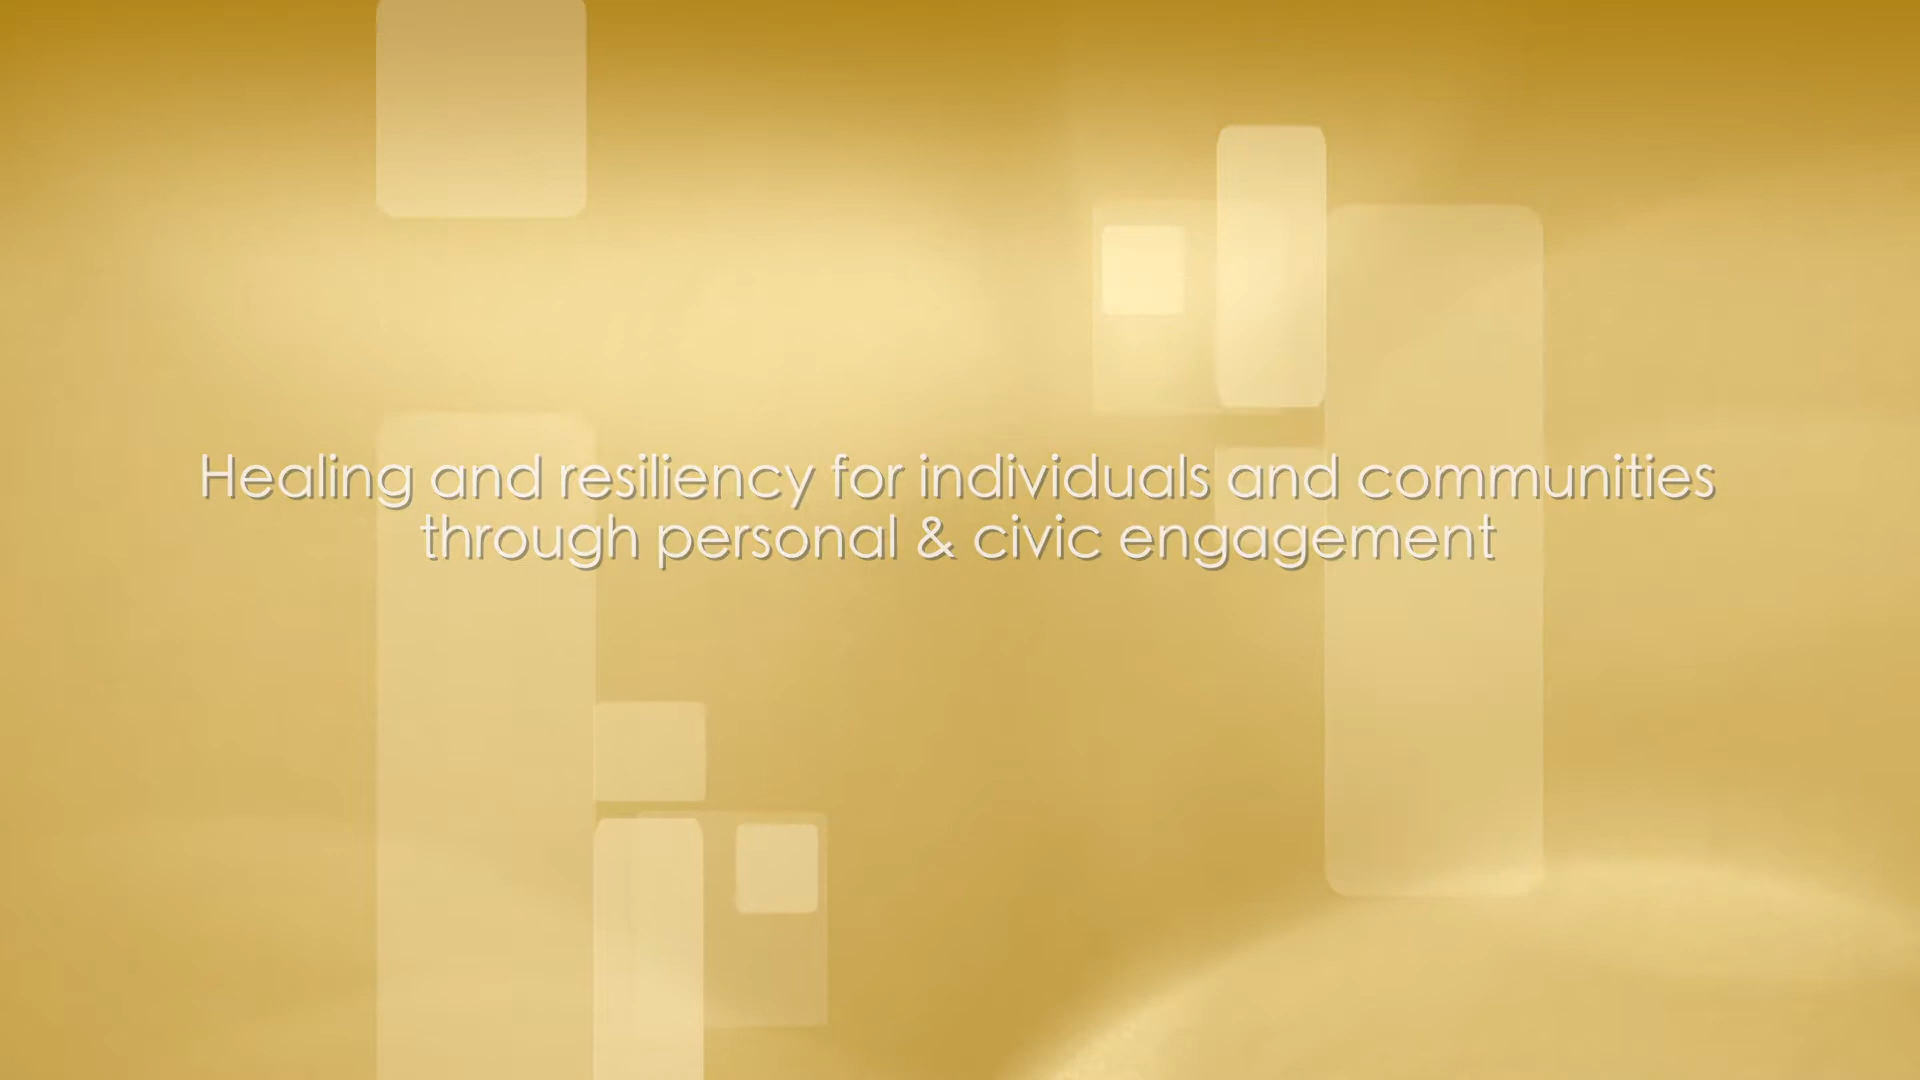 Healing and resiliency for individuals and communities
through personal & civic engagement